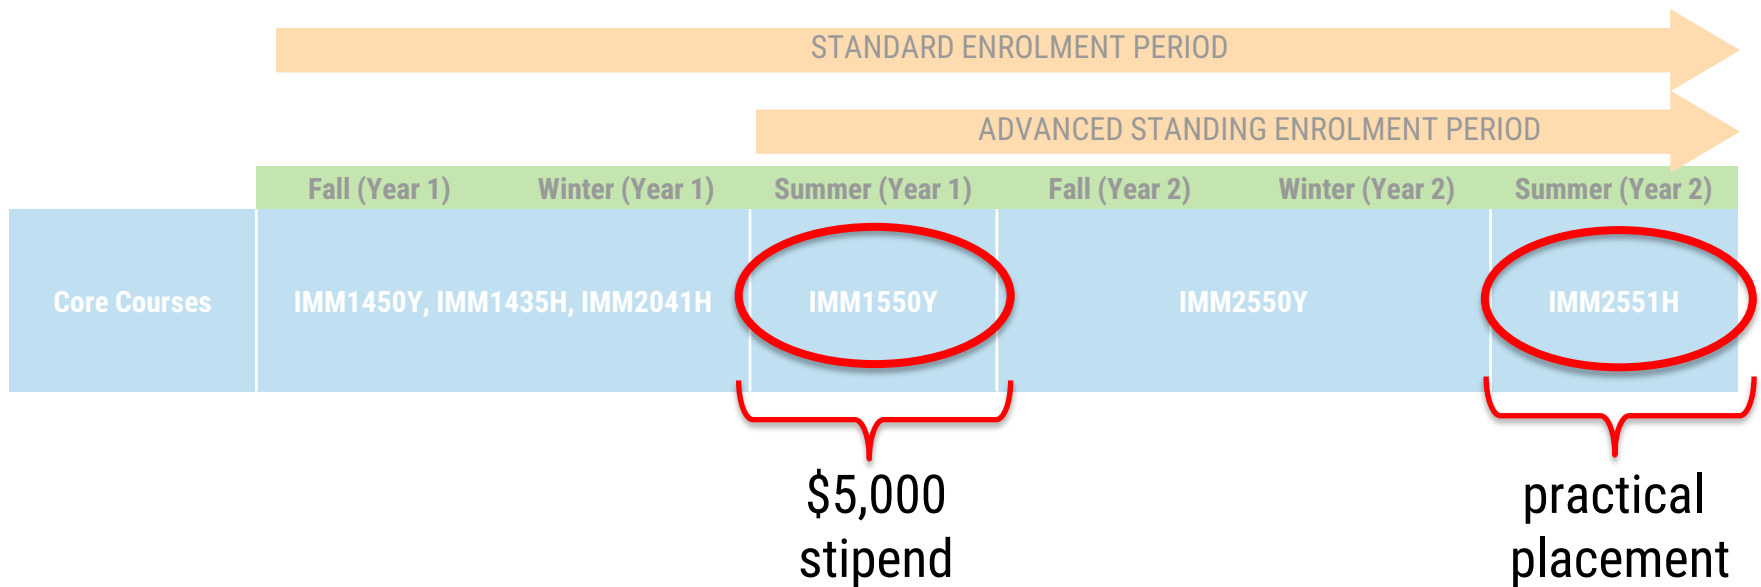 STANDARD ENROLMENT PERIOD
ADVANCED STANDING ENROLMENT PERIOD
Fall (Year 1) Winter (Year 1) Summer (Year 1) Fall (Year 2) Winter (Year 2) Summer (Year 2)
Core Courses IMM1450Y, IMM1435H, IMM2041H IMM1550Y IMM2550Y IMM2551H
$5,000
stipend
practical
placement